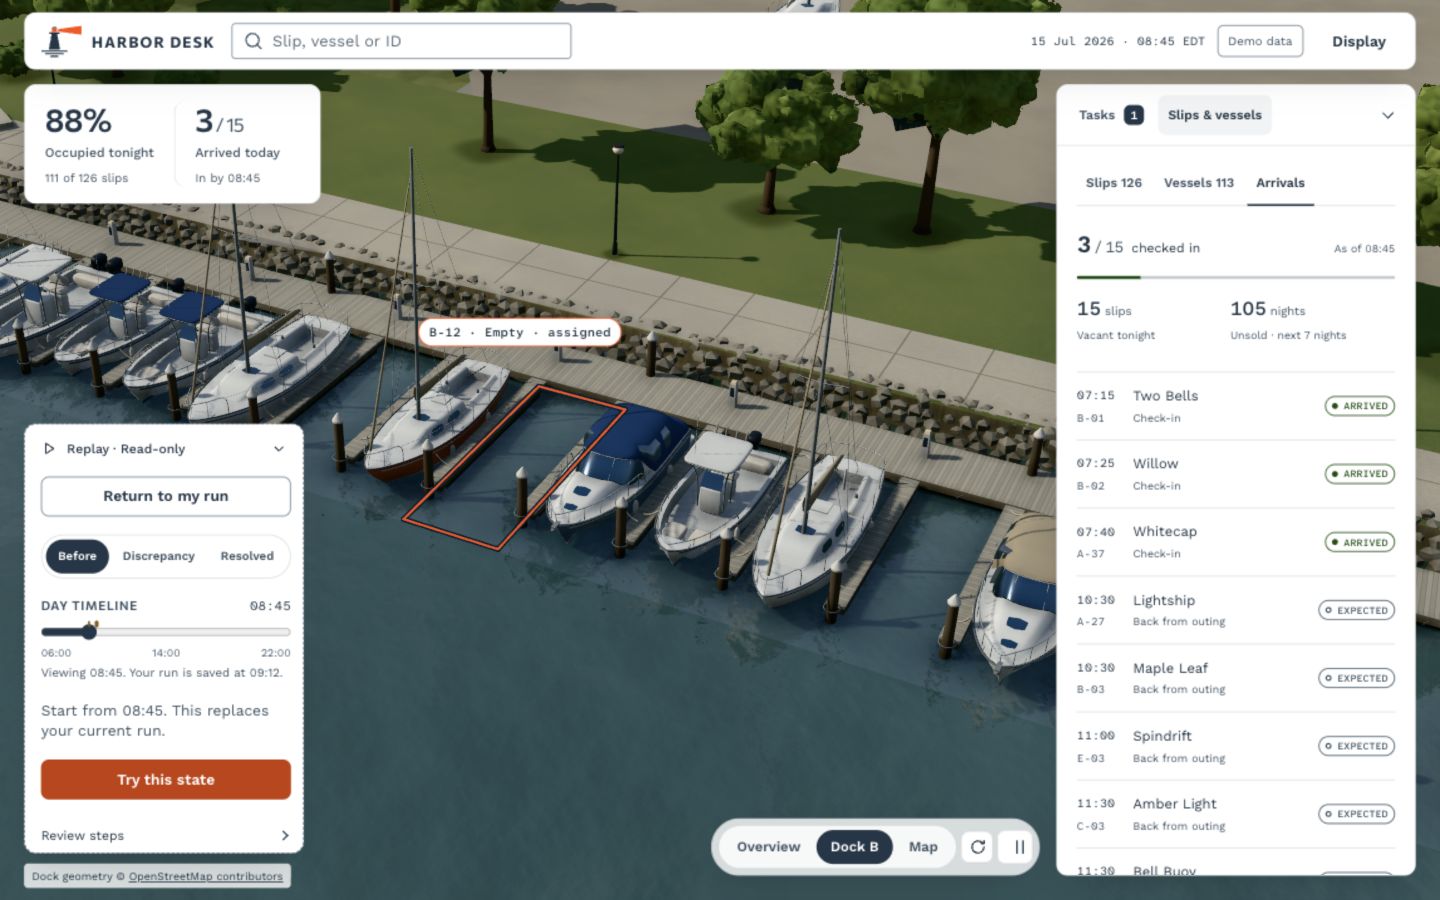 HARBOR DESK
Slip, vessel or ID
15 Jul 2026 · 08:45 EDT
Demo data
Display
88%
Occupied tonight
111 of 126 slips
3/15
Arrived today
In by 08:45
B-12 · Empty · assigned
Replay · Read-only
Return to my run
Before
Discrepancy
Resolved
DAY TIMELINE
08:45
06:00
14:00
22:00
Viewing 08:45. Your run is saved at 09:12.
Start from 08:45. This replaces
your current run.
Try this state
Review steps
Dock geometry © OpenStreetMap contributors
Overview
Dock B
Map
Tasks 1
Slips & vessels
Slips 126
Vessels 113
Arrivals
3 / 15 checked in
As of 08:45
15 slips
Vacant tonight
105 nights
Unsold · next 7 nights
07:15 Two Bells
B-01 Check-in
ARRIVED
07:25 Willow
B-02 Check-in
ARRIVED
07:40 Whitecap
A-37 Check-in
ARRIVED
10:30 Lightship
A-27 Back from outing
EXPECTED
10:30 Maple Leaf
B-03 Back from outing
EXPECTED
11:00 Spindrift
E-03 Back from outing
EXPECTED
11:30 Amber Light
C-03 Back from outing
EXPECTED
11:30 Bell Buoy